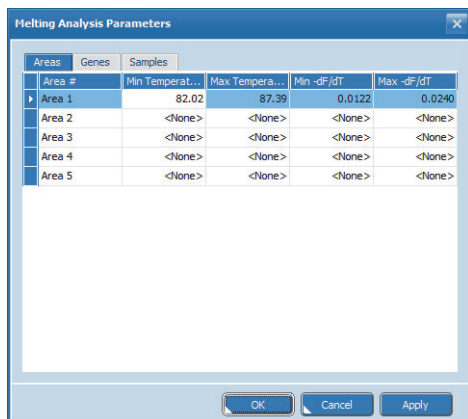 Melting Analysis Parameters
Areas Genes Samples
Area # Min Temperat... Max Tempera... Min -dF/dT Max -dF/dT
Area 1 82.02 87.39 0.0122 0.0240
Area 2 <None> <None> <None> <None>
Area 3 <None> <None> <None> <None>
Area 4 <None> <None> <None> <None>
Area 5 <None> <None> <None> <None>
OK Cancel Apply